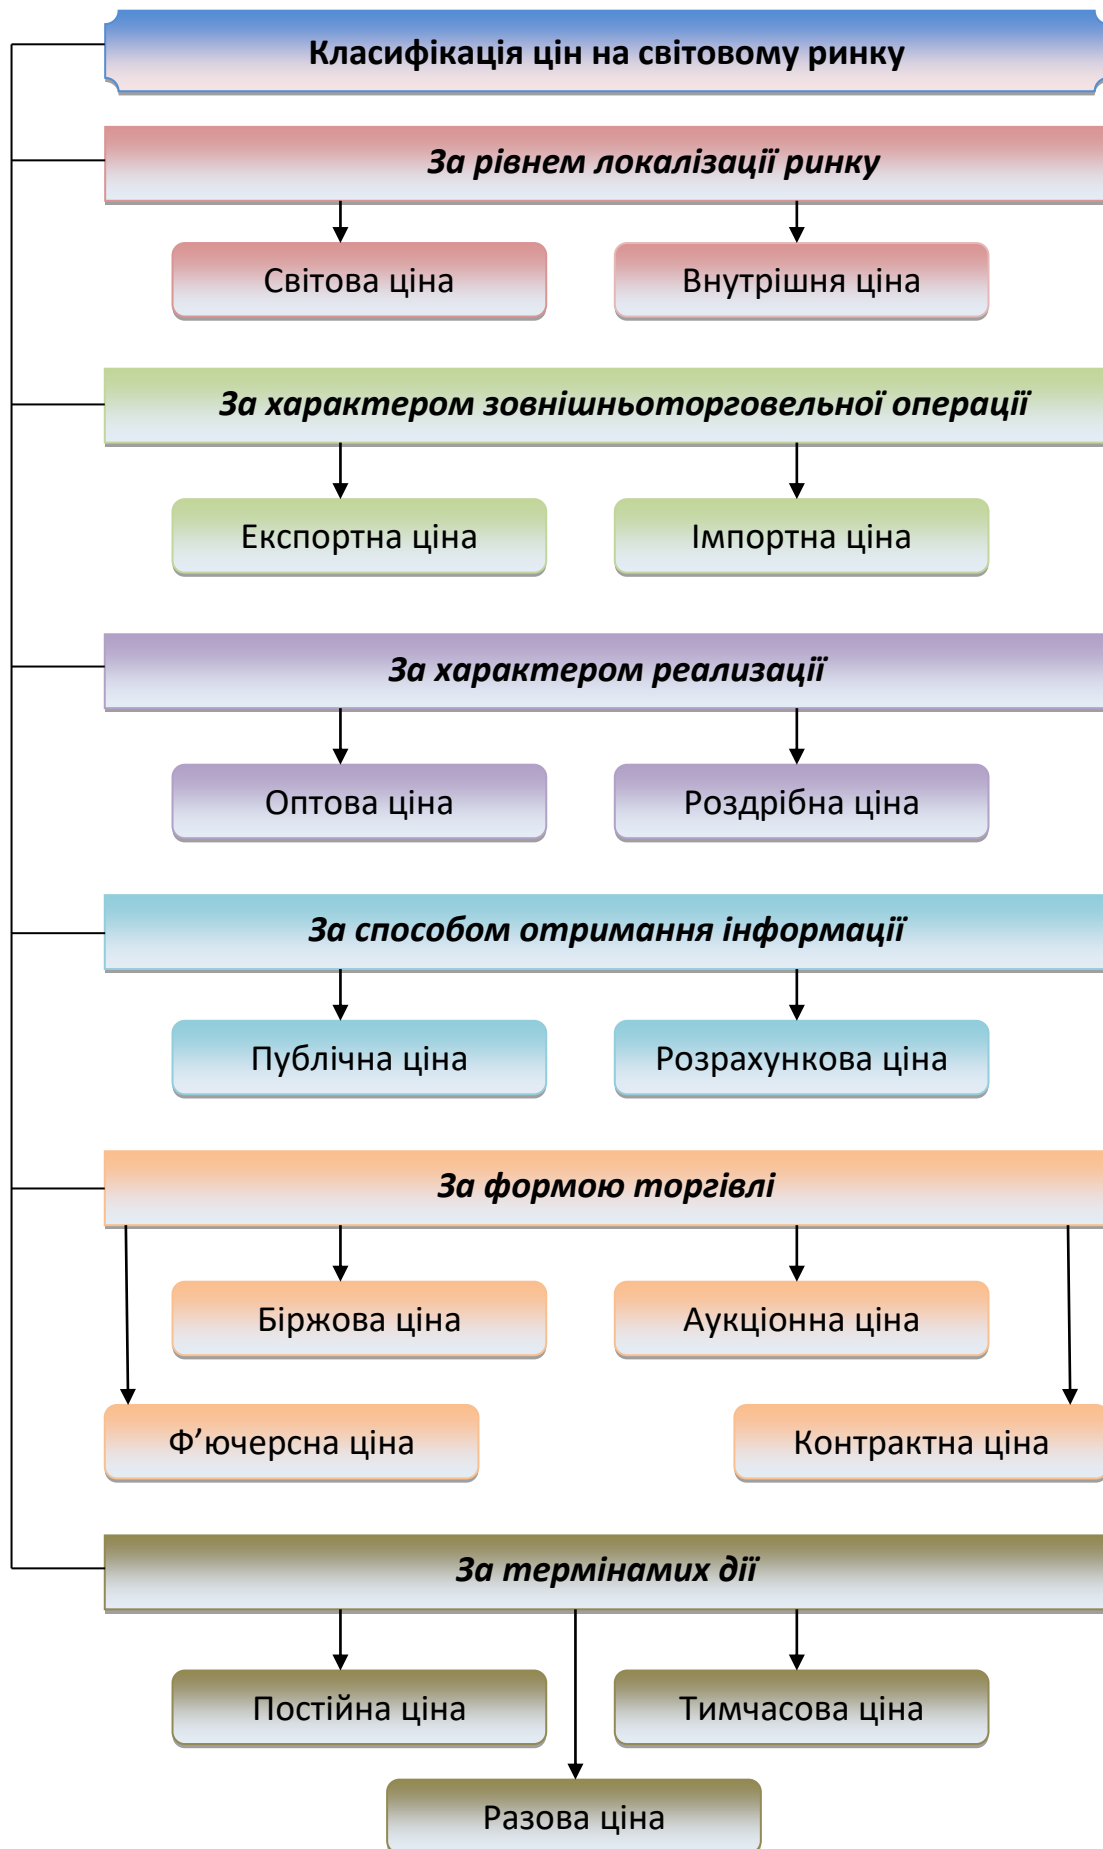 Класифікація цін на світовому ринку
За рівнем локалізації ринку
Світова ціна
Внутрішня ціна
За характером зовнішньоторговельної операції
Експортна ціна
Імпортна ціна
За характером реализації
Оптова ціна
Роздрібна ціна
За способом отримання інформації
Публічна ціна
Розрахункова ціна
За формою торгівлі
Біржова ціна
Аукціонна ціна
Ф’ючерсна ціна
Контрактна ціна
За термінамих дії
Постійна ціна
Тимчасова ціна
Разова ціна